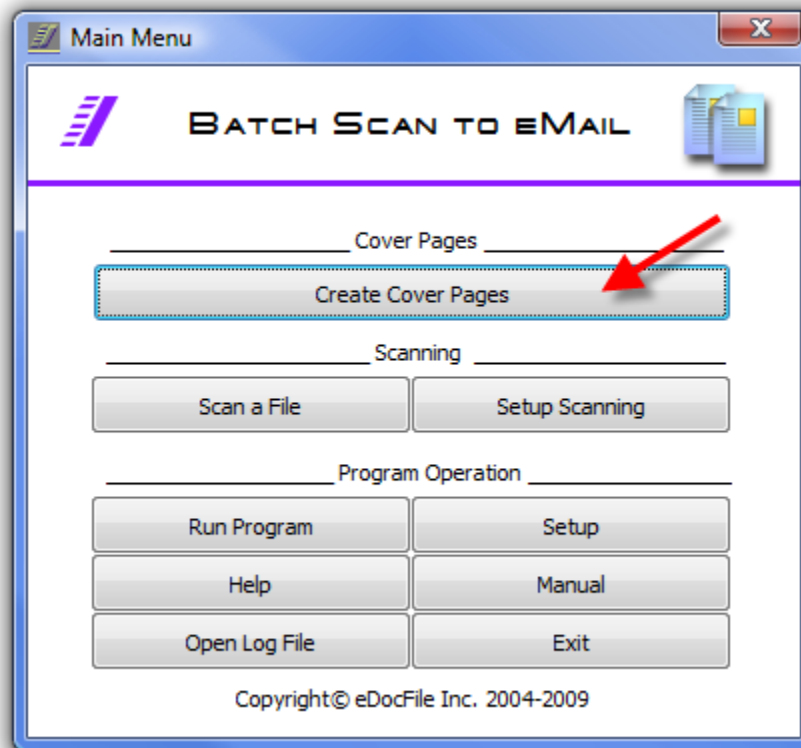 Main Menu
BATCH SCAN TO EMAIL
Cover Pages
Create Cover Pages
Scanning
Scan a File Setup Scanning
Program Operation
Run Program Setup
Help Manual
Open Log File Exit
Copyright© eDocFile Inc. 2004-2009